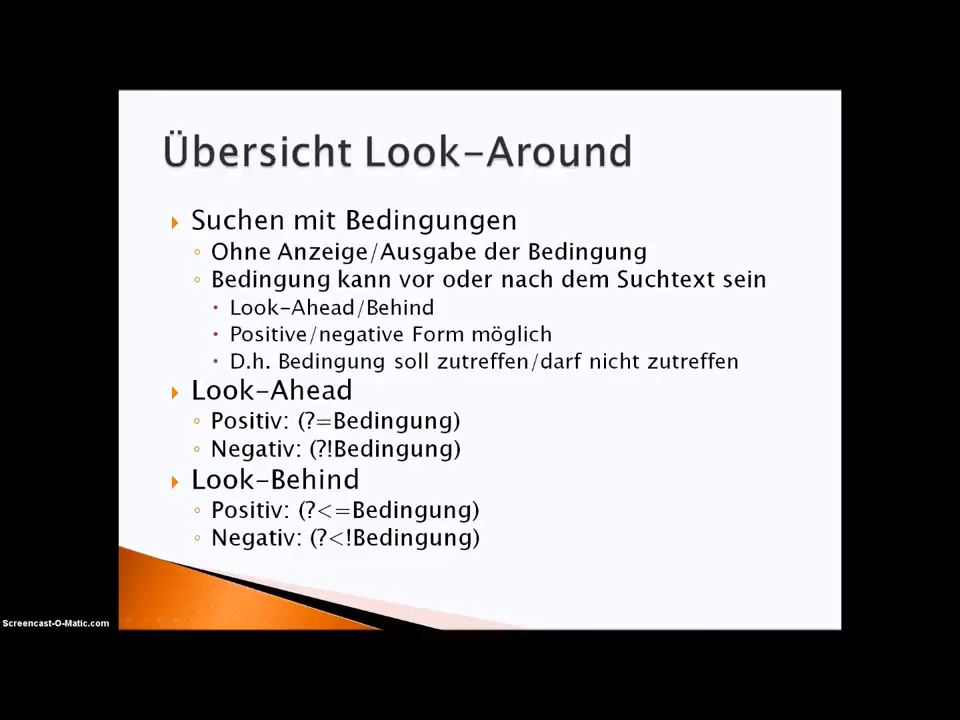 Übersicht Look-Around
Suchen mit Bedingungen
Ohne Anzeige/Ausgabe der Bedingung
Bedingung kann vor oder nach dem Suchtext sein
Look-Ahead/Behind
Positive/negative Form möglich
D.h. Bedingung soll zutreffen/darf nicht zutreffen
Look-Ahead
Positiv: (?=Bedingung)
Negativ: (?!Bedingung)
Look-Behind
Positiv: (?<=Bedingung)
Negativ: (?<!Bedingung)
Screencast-O-Matic.com